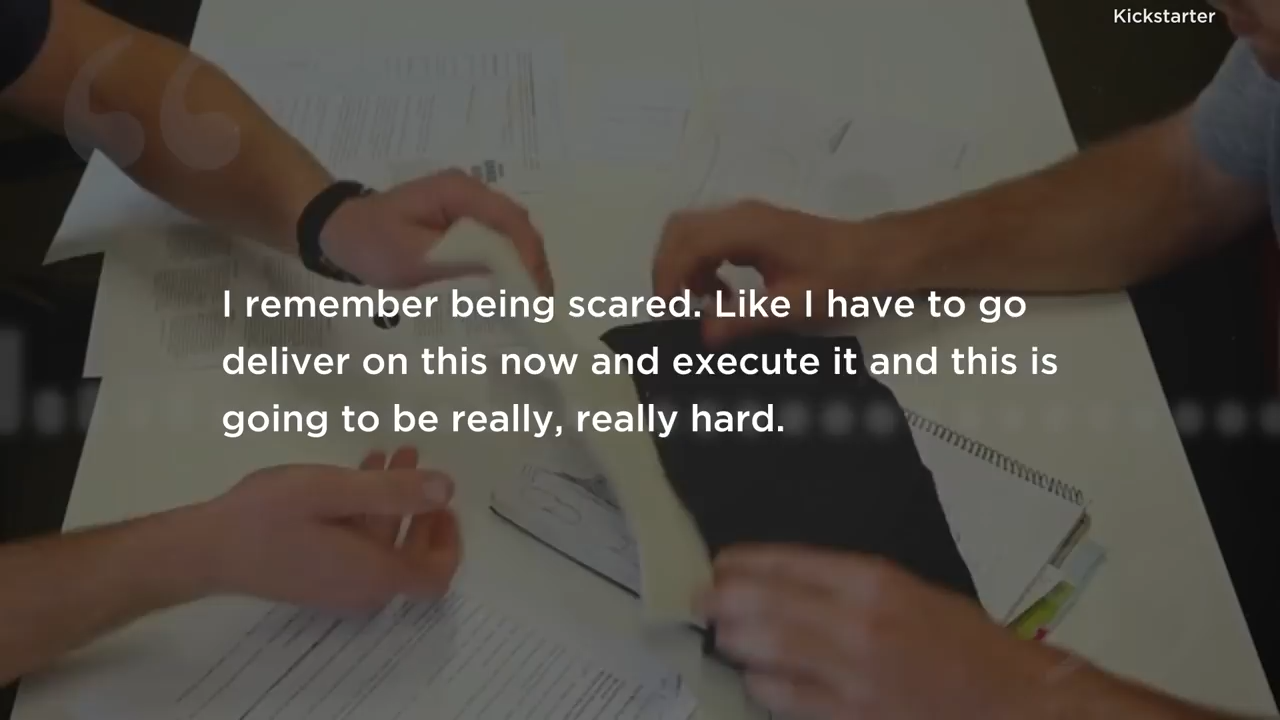 Kickstarter
I remember being scared. Like I have to go
deliver on this now and execute it and this is
going to be really, really hard.